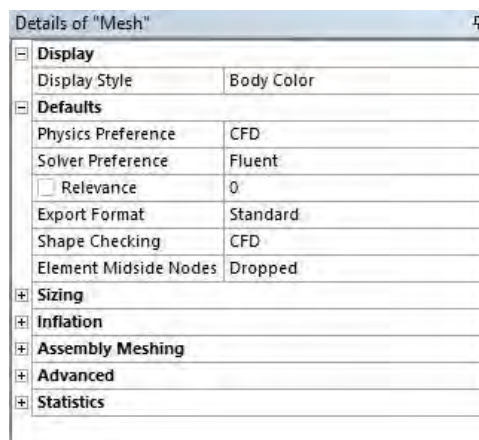 Details of "Mesh"
Display
Display Style Body Color
Defaults
Physics Preference CFD
Solver Preference Fluent
Relevance 0
Export Format Standard
Shape Checking CFD
Element Midside Nodes Dropped
Sizing
Inflation
Assembly Meshing
Advanced
Statistics